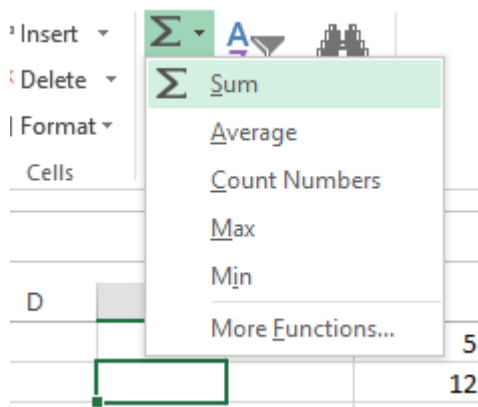 Insert
Delete
Format
Cells
Σ
A
Σ Sum
Average
Count Numbers
Max
Min
More Functions...
D
5
12